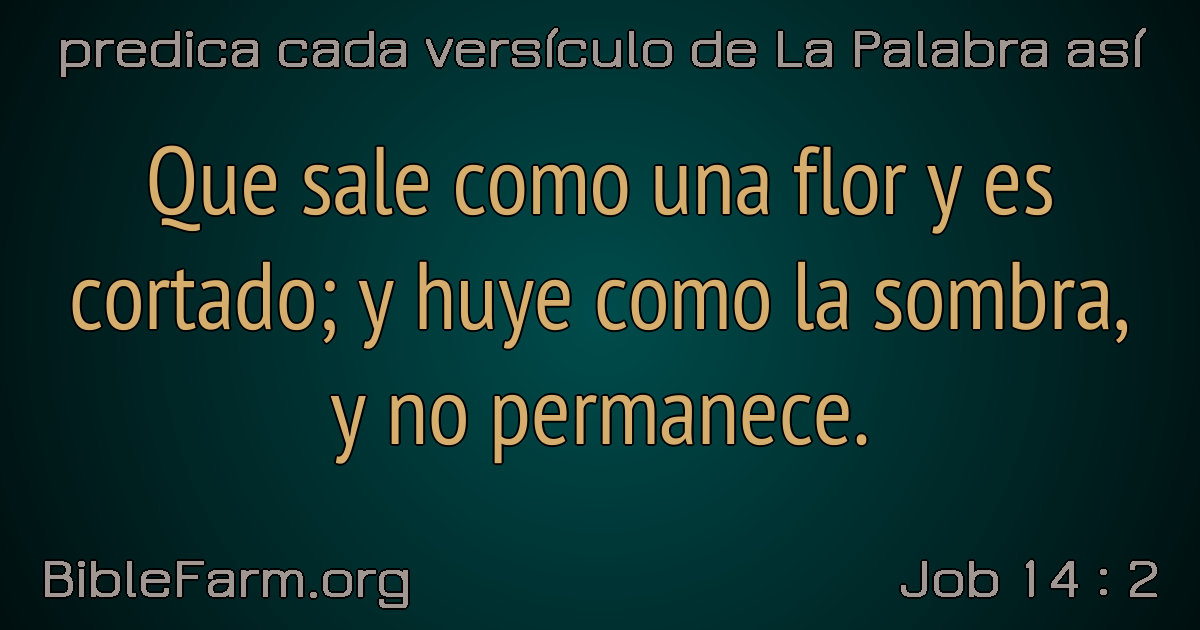 predica cada versículo de La Palabra así
Que sale como una flor y es
cortado; y huye como la sombra,
y no permanece.
BibleFarm.org
Job 14 : 2